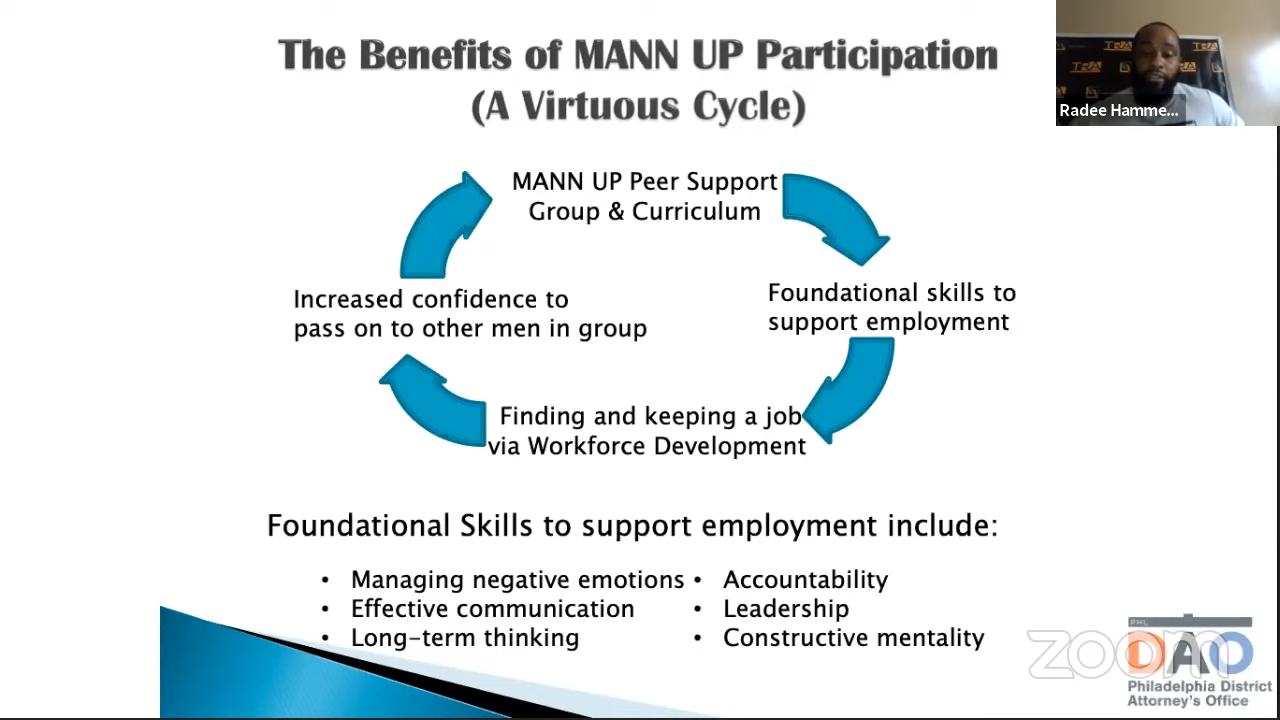 The Benefits of MANN UP Participation
(A Virtuous Cycle)
Radee Hamme...
MANN UP Peer Support
Group & Curriculum
Foundational skills to
support employment
Finding and keeping a job
via Workforce Development
Increased confidence to
pass on to other men in group
Foundational Skills to support employment include:
• Managing negative emotions
• Effective communication
• Long-term thinking
• Accountability
• Leadership
• Constructive mentality
zoom
PHL
DAO
Philadelphia District
Attorney's Office